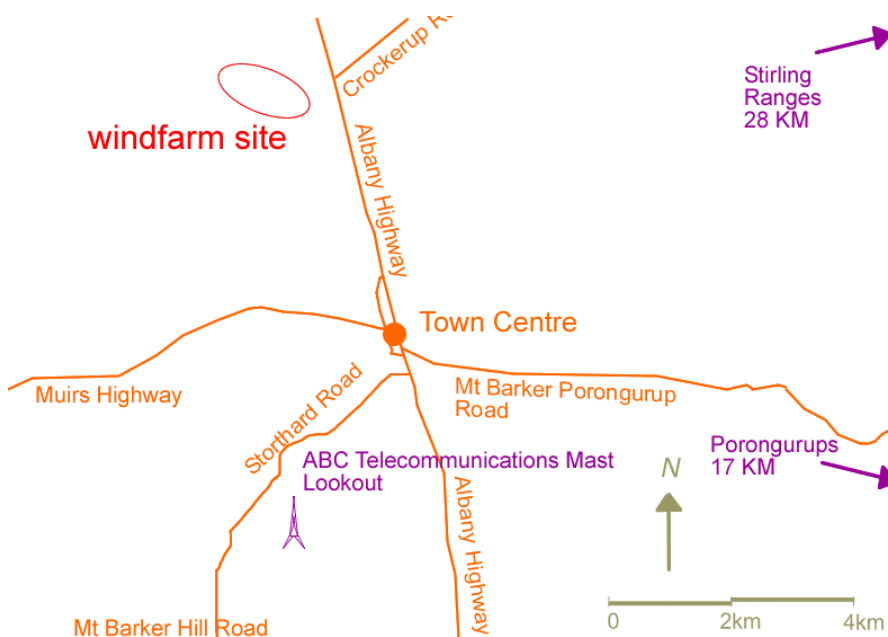 Crockerup Ro
Stirling
Ranges
28 KM
windfarm site
Albany Highway
Town Centre
Muirs Highway
Mt Barker Porongurup
Road
Storthard Road
ABC Telecommunications Mast
Lookout
Porongurups
17 KM
N
Albany Highway
Mt Barker Hill Road
0
2km
4km